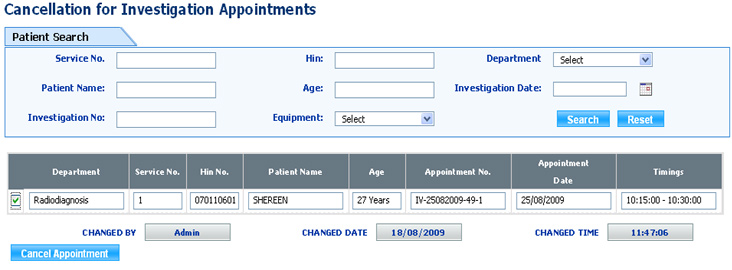 Cancellation for Investigation Appointments
Patient Search
Service No. Hin: Department Select
Patient Name: Age: Investigation Date:
Investigation No: Equipment: Select Search Reset
Department Service No. Hin No. Patient Name Age Appointment No. Appointment Date Timings
Radiodiagnosis 1 070110601 SHEREEN 27 Years IV-25082009-49-1 25/08/2009 10:15:00 - 10:30:00
CHANGED BY Admin CHANGED DATE 18/08/2009 CHANGED TIME 11:47:06
Cancel Appointment